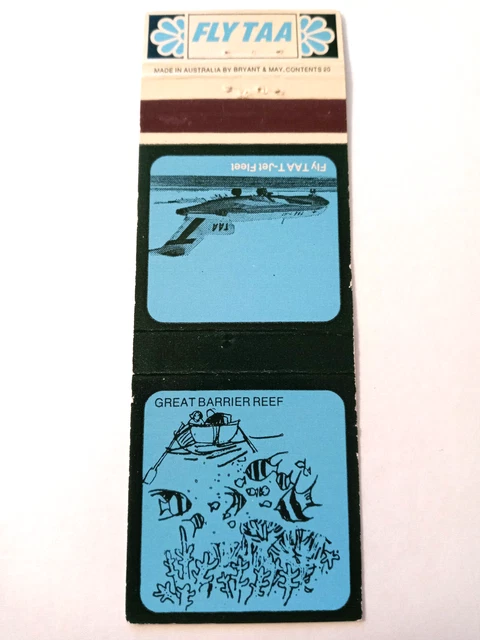 FLY TAA
MADE IN AUSTRALIA BY BRYANT & MAY. CONTENTS 20
Fly TAA T-Jet Fleet
TAA
GREAT BARRIER REEF